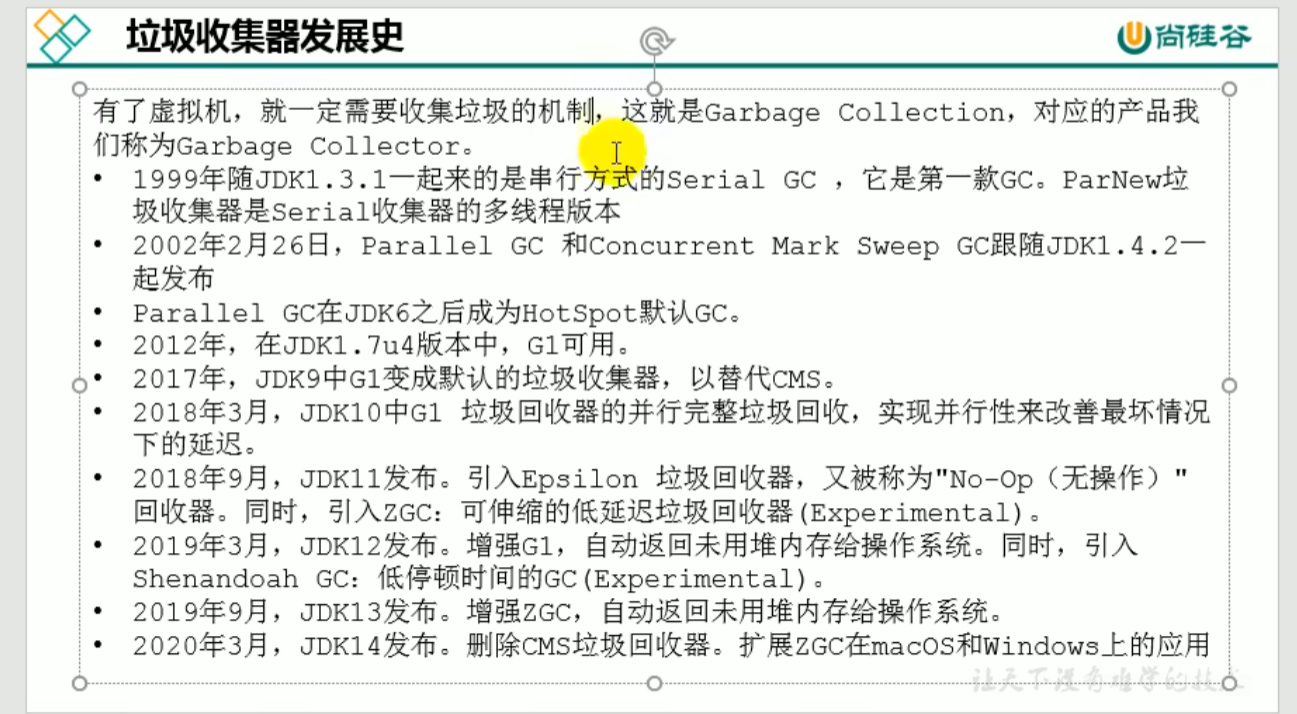 垃圾收集器发展史
尚硅谷
有了虚拟机，就一定需要收集垃圾的机制，这就是Garbage Collection，对应的产品我
们称为Garbage Collector。
• 1999年随JDK1.3.1一起来的是串行方式的Serial GC ，它是第一款GC。ParNew垃
圾收集器是Serial收集器的多线程版本
• 2002年2月26日，Parallel GC 和Concurrent Mark Sweep GC跟随JDK1.4.2一
起发布
• Parallel GC在JDK6之后成为HotSpot默认GC。
• 2012年，在JDK1.7u4版本中，G1可用。
• 2017年，JDK9中G1变成默认的垃圾收集器，以替代CMS。
• 2018年3月，JDK10中G1 垃圾回收器的并行完整垃圾回收，实现并行性来改善最坏情况
下的延迟。
• 2018年9月，JDK11发布。引入Epsilon 垃圾回收器，又被称为"No-Op（无操作）"
回收器。同时，引入ZGC：可伸缩的低延迟垃圾回收器(Experimental)。
• 2019年3月，JDK12发布。增强G1，自动返回未用堆内存给操作系统。同时，引入
Shenandoah GC：低停顿时间的GC(Experimental)。
• 2019年9月，JDK13发布。增强ZGC，自动返回未用堆内存给操作系统。
• 2020年3月，JDK14发布。删除CMS垃圾回收器。扩展ZGC在macOS和Windows上的应用
让天下没有难学的技术